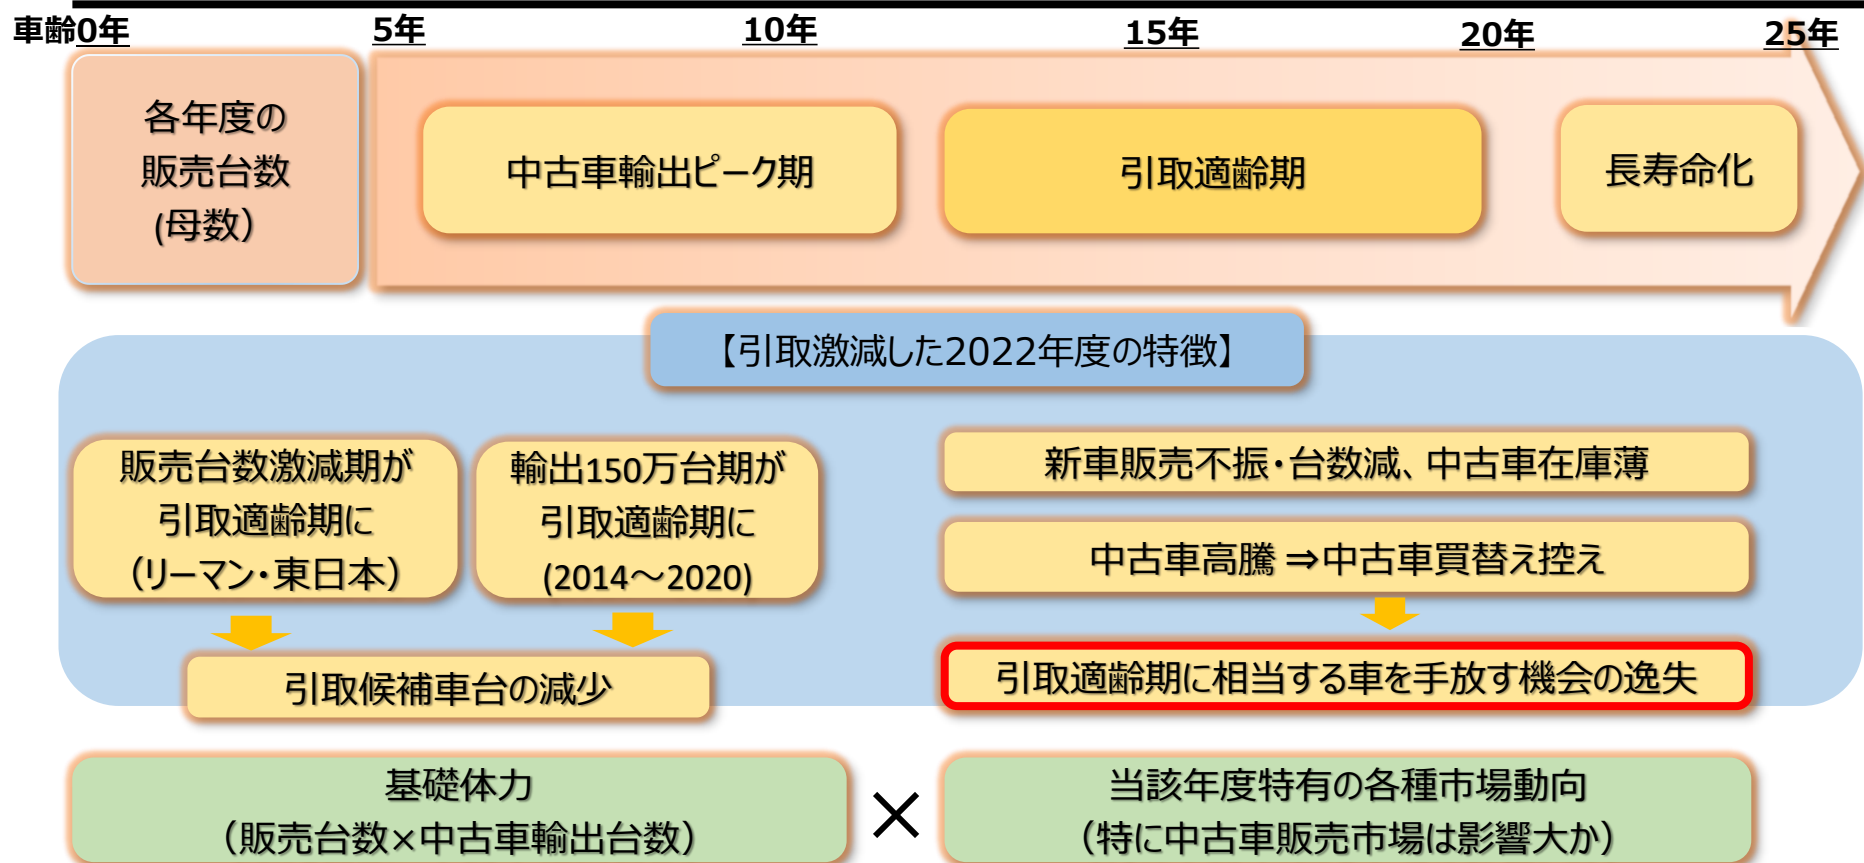 車齢0年 5年 10年 15年 20年 25年
各年度の
販売台数
(母数）
中古車輸出ピーク期
引取適齢期
長寿命化
【引取激減した2022年度の特徴】
販売台数激減期が
引取適齢期に
（リーマン・東日本）
輸出150万台期が
引取適齢期に
(2014～2020)
引取候補車台の減少
新車販売不振・台数減、中古車在庫薄
中古車高騰 ⇒中古車買替え控え
引取適齢期に相当する車を手放す機会の逸失
基礎体力
（販売台数×中古車輸出台数）
×
当該年度特有の各種市場動向
（特に中古車販売市場は影響大か）